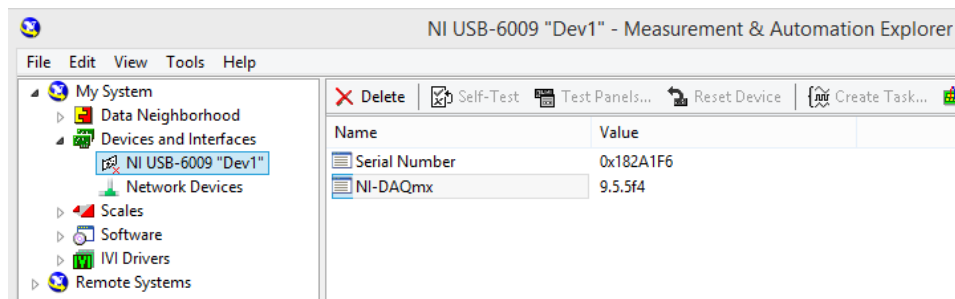 NI USB-6009 "Dev1" - Measurement & Automation Explorer
File Edit View Tools Help
My System
Data Neighborhood
Devices and Interfaces
NI USB-6009 "Dev1"
Network Devices
Scales
Software
IVI Drivers
Remote Systems
Delete Self-Test Test Panels... Reset Device Create Task...
Name Value
Serial Number 0x182A1F6
NI-DAQmx 9.5.5f4